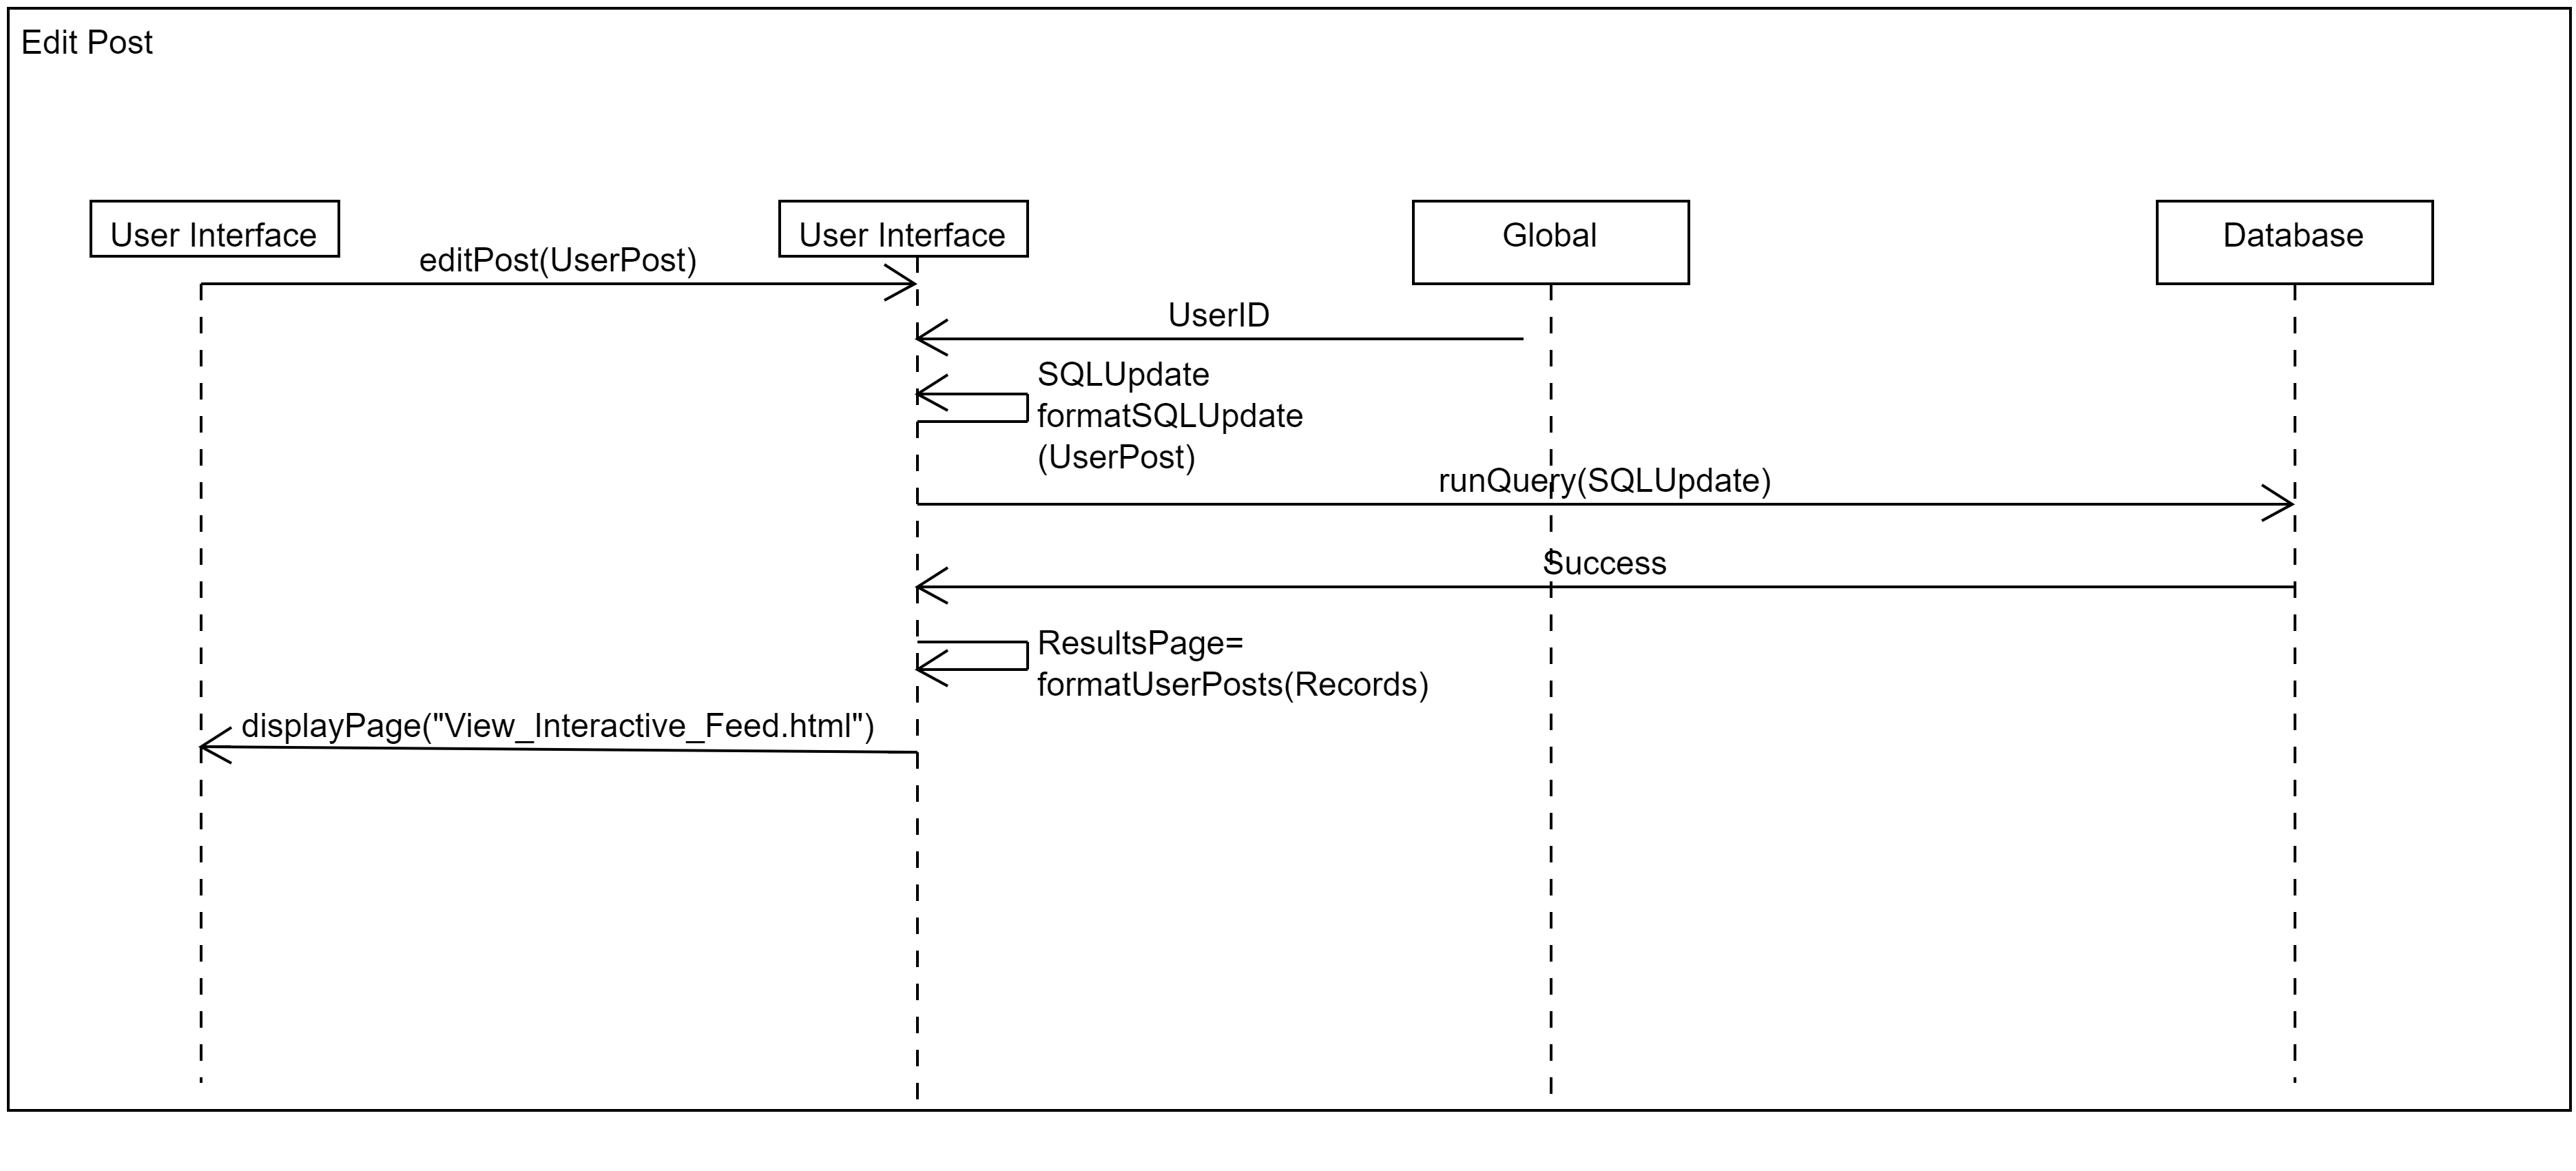 Edit Post
User Interface
User Interface
Global
Database
editPost(UserPost)
UserID
SQLUpdate
formatSQLUpdate
(UserPost)
runQuery(SQLUpdate)
Success
ResultsPage=
formatUserPosts(Records)
displayPage("View_Interactive_Feed.html")